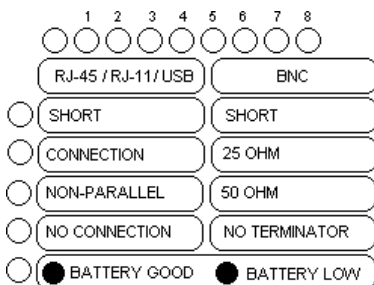 1 2 3 4 5 6 7 8
RJ-45 / RJ-11/ USB BNC
SHORT SHORT
CONNECTION 25 OHM
NON-PARALLEL 50 OHM
NO CONNECTION NO TERMINATOR
BATTERY GOOD BATTERY LOW